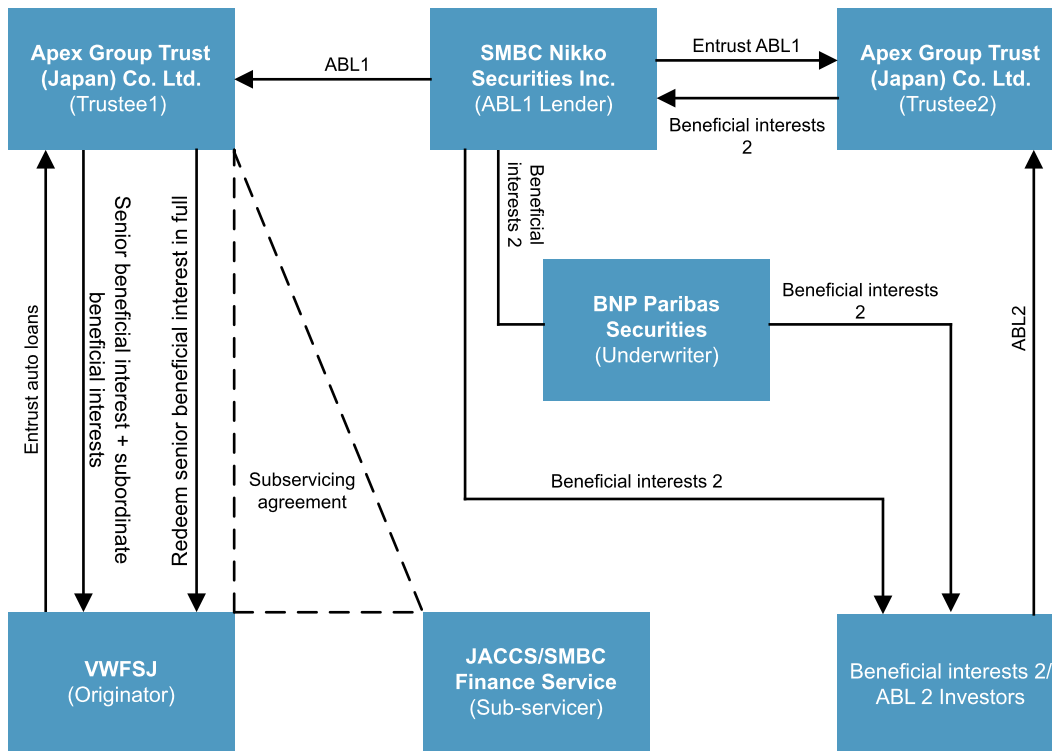 Apex Group Trust
(Japan) Co. Ltd.
(Trustee1)
ABL1
SMBC Nikko
Securities Inc.
(ABL1 Lender)
Entrust ABL1
Beneficial interests
2
Apex Group Trust
(Japan) Co. Ltd.
(Trustee2)
Entrust auto loans
Senior beneficial interest + subordinate
beneficial interests
Redeem senior beneficial interest in full
Subservicing
agreement
Beneficial
interests 2
BNP Paribas
Securities
(Underwriter)
Beneficial interests
2
ABL2
Beneficial interests 2
VWFSJ
(Originator)
JACCS/SMBC
Finance Service
(Sub-servicer)
Beneficial interests 2/
ABL 2 Investors